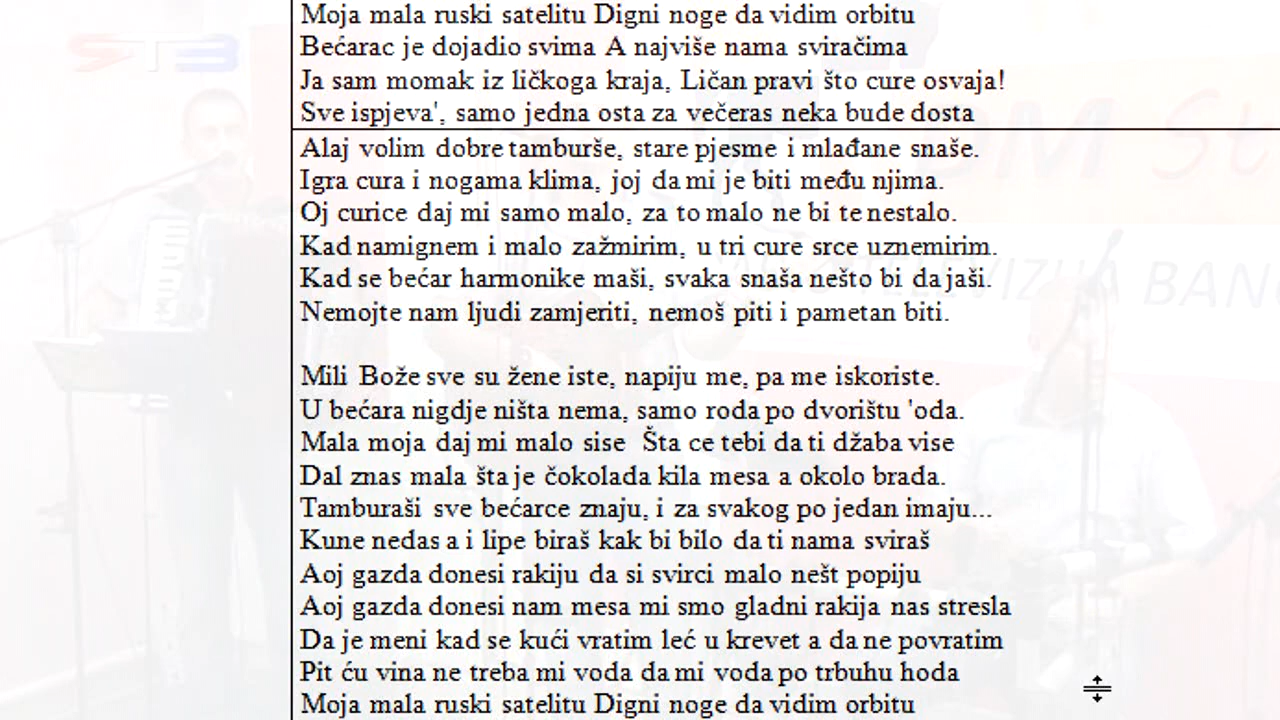 Moja mala ruski satelitu Digni noge da vidim orbitu
Bećarac je dojadio svima A najviše nama sviračima
Ja sam momak iz ličkoga kraja, Ličan pravi što cure osvaja!
Sve ispjeva', samo jedna osta za večeras neka bude dosta
Alaj volim dobre tamburše, stare pjesme i mlađane snaše.
Igra cura i nogama klima, joj da mi je biti među njima.
Oj curice daj mi samo malo, za to malo ne bi te nestalo.
Kad namignem i malo zažmirim, u tri cure srce uznemirim.
Kad se bećar harmonike maši, svaka snaša nešto bi da jaši.
Nemojte nam ljudi zamjeriti, nemoš piti i pametan biti.
Mili Bože sve su žene iste, napiju me, pa me iskoriste.
U bećara nigdje ništa nema, samo roda po dvorištu 'oda.
Mala moja daj mi malo sise Šta ce tebi da ti džaba vise
Dal znas mala šta je čokolada kila mesa a okolo brada.
Tamburaši sve bećarce znaju, i za svakog po jedan imaju...
Kune nedas a i lipe biraš kak bi bilo da ti nama sviraš
Aoj gazda donesi rakiju da si svirci malo nešt popiju
Aoj gazda donesi nam mesa mi smo gladni rakija nas stresla
Da je meni kad se kući vratim leć u krevet a da ne povratim
Pit ću vina ne treba mi voda da mi voda po trbuhu hoda
Moja mala ruski satelitu Digni noge da vidim orbitu
STB
TELEVIZIJA BAN